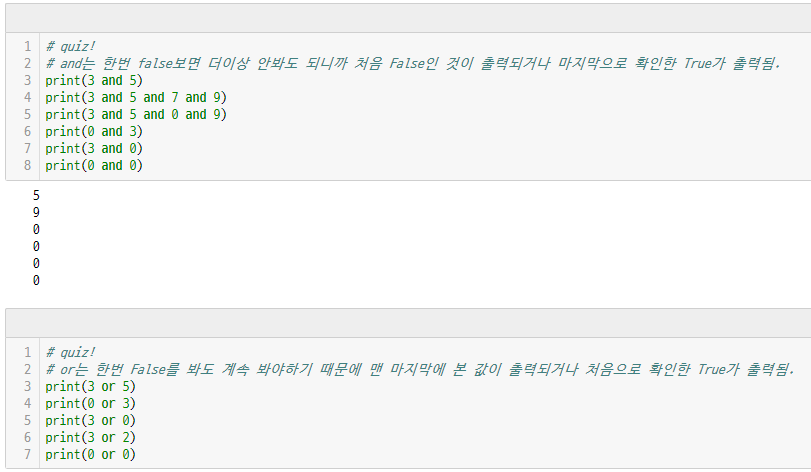 1 # quiz!
2 # and는 한번 false보면 더이상 안봐도 되니까 처음 False인 것이 출력되거나 마지막으로 확인한 True가 출력됨.
3 print(3 and 5)
4 print(3 and 5 and 7 and 9)
5 print(3 and 5 and 0 and 9)
6 print(0 and 3)
7 print(3 and 0)
8 print(0 and 0)
5
9
0
0
0
0
1 # quiz!
2 # or는 한번 False를 봐도 계속 봐야하기 때문에 맨 마지막에 본 값이 출력되거나 처음으로 확인한 True가 출력됨.
3 print(3 or 5)
4 print(0 or 3)
5 print(3 or 0)
6 print(3 or 2)
7 print(0 or 0)